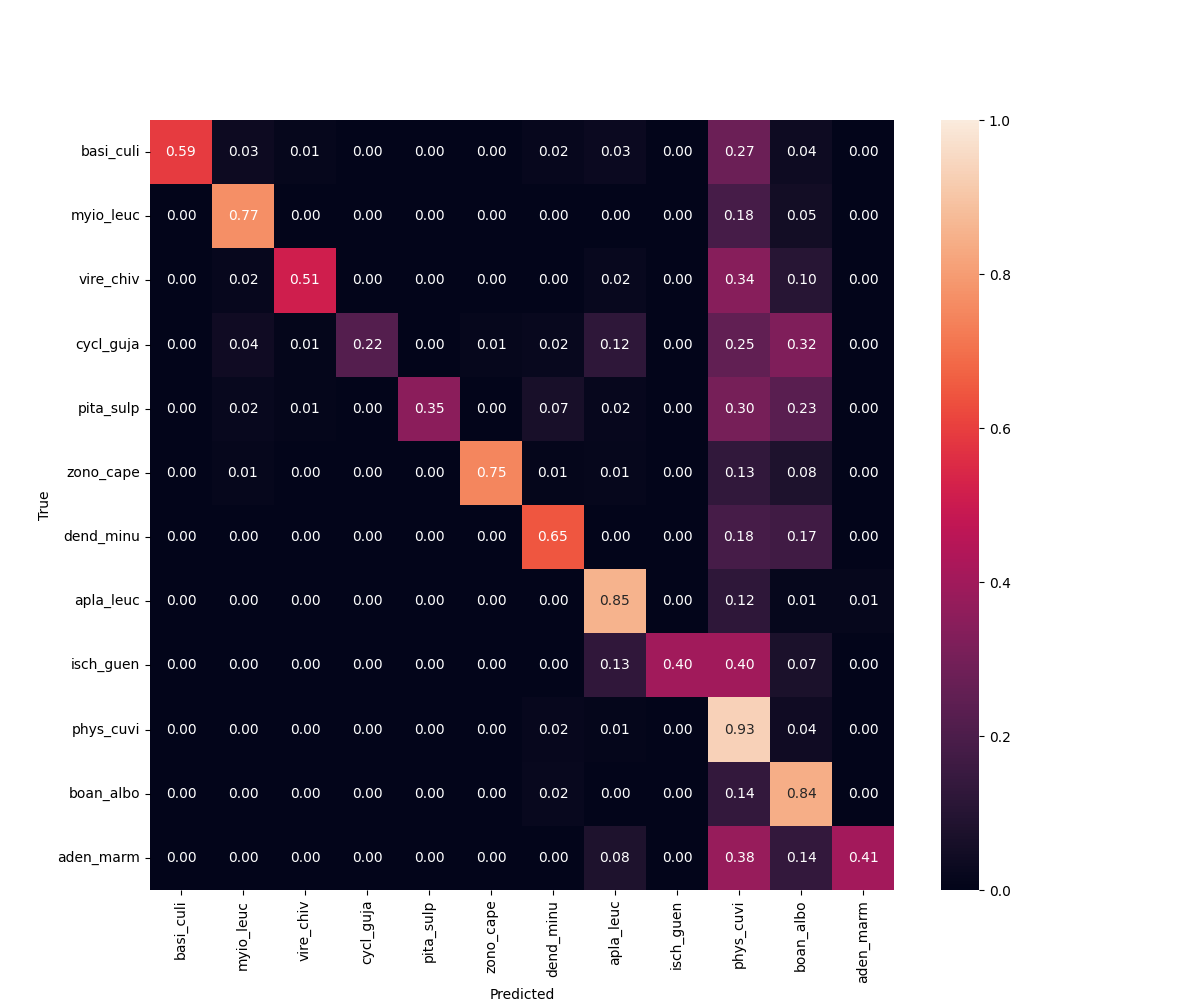 basi_culi 0.59 0.03 0.01 0.00 0.00 0.00 0.02 0.03 0.00 0.27 0.04 0.00
myio_leuc 0.00 0.77 0.00 0.00 0.00 0.00 0.00 0.00 0.00 0.18 0.05 0.00
vire_chiv 0.00 0.02 0.51 0.00 0.00 0.00 0.00 0.02 0.00 0.34 0.10 0.00
cycl_guja 0.00 0.04 0.01 0.22 0.00 0.01 0.02 0.12 0.00 0.25 0.32 0.00
pita_sulp 0.00 0.02 0.01 0.00 0.35 0.00 0.07 0.02 0.00 0.30 0.23 0.00
zono_cape 0.00 0.01 0.00 0.00 0.00 0.75 0.01 0.01 0.00 0.13 0.08 0.00
dend_minu 0.00 0.00 0.00 0.00 0.00 0.00 0.65 0.00 0.00 0.18 0.17 0.00
apla_leuc 0.00 0.00 0.00 0.00 0.00 0.00 0.00 0.85 0.00 0.12 0.01 0.01
isch_guen 0.00 0.00 0.00 0.00 0.00 0.00 0.00 0.13 0.40 0.40 0.07 0.00
phys_cuvi 0.00 0.00 0.00 0.00 0.00 0.00 0.02 0.01 0.00 0.93 0.04 0.00
boan_albo 0.00 0.00 0.00 0.00 0.00 0.00 0.02 0.00 0.00 0.14 0.84 0.00
aden_marm 0.00 0.00 0.00 0.00 0.00 0.00 0.00 0.08 0.00 0.38 0.14 0.41
True
basi_culi myio_leuc vire_chiv cycl_guja pita_sulp zono_cape dend_minu apla_leuc isch_guen phys_cuvi boan_albo aden_marm
Predicted
1.0
0.8
0.6
0.4
0.2
0.0